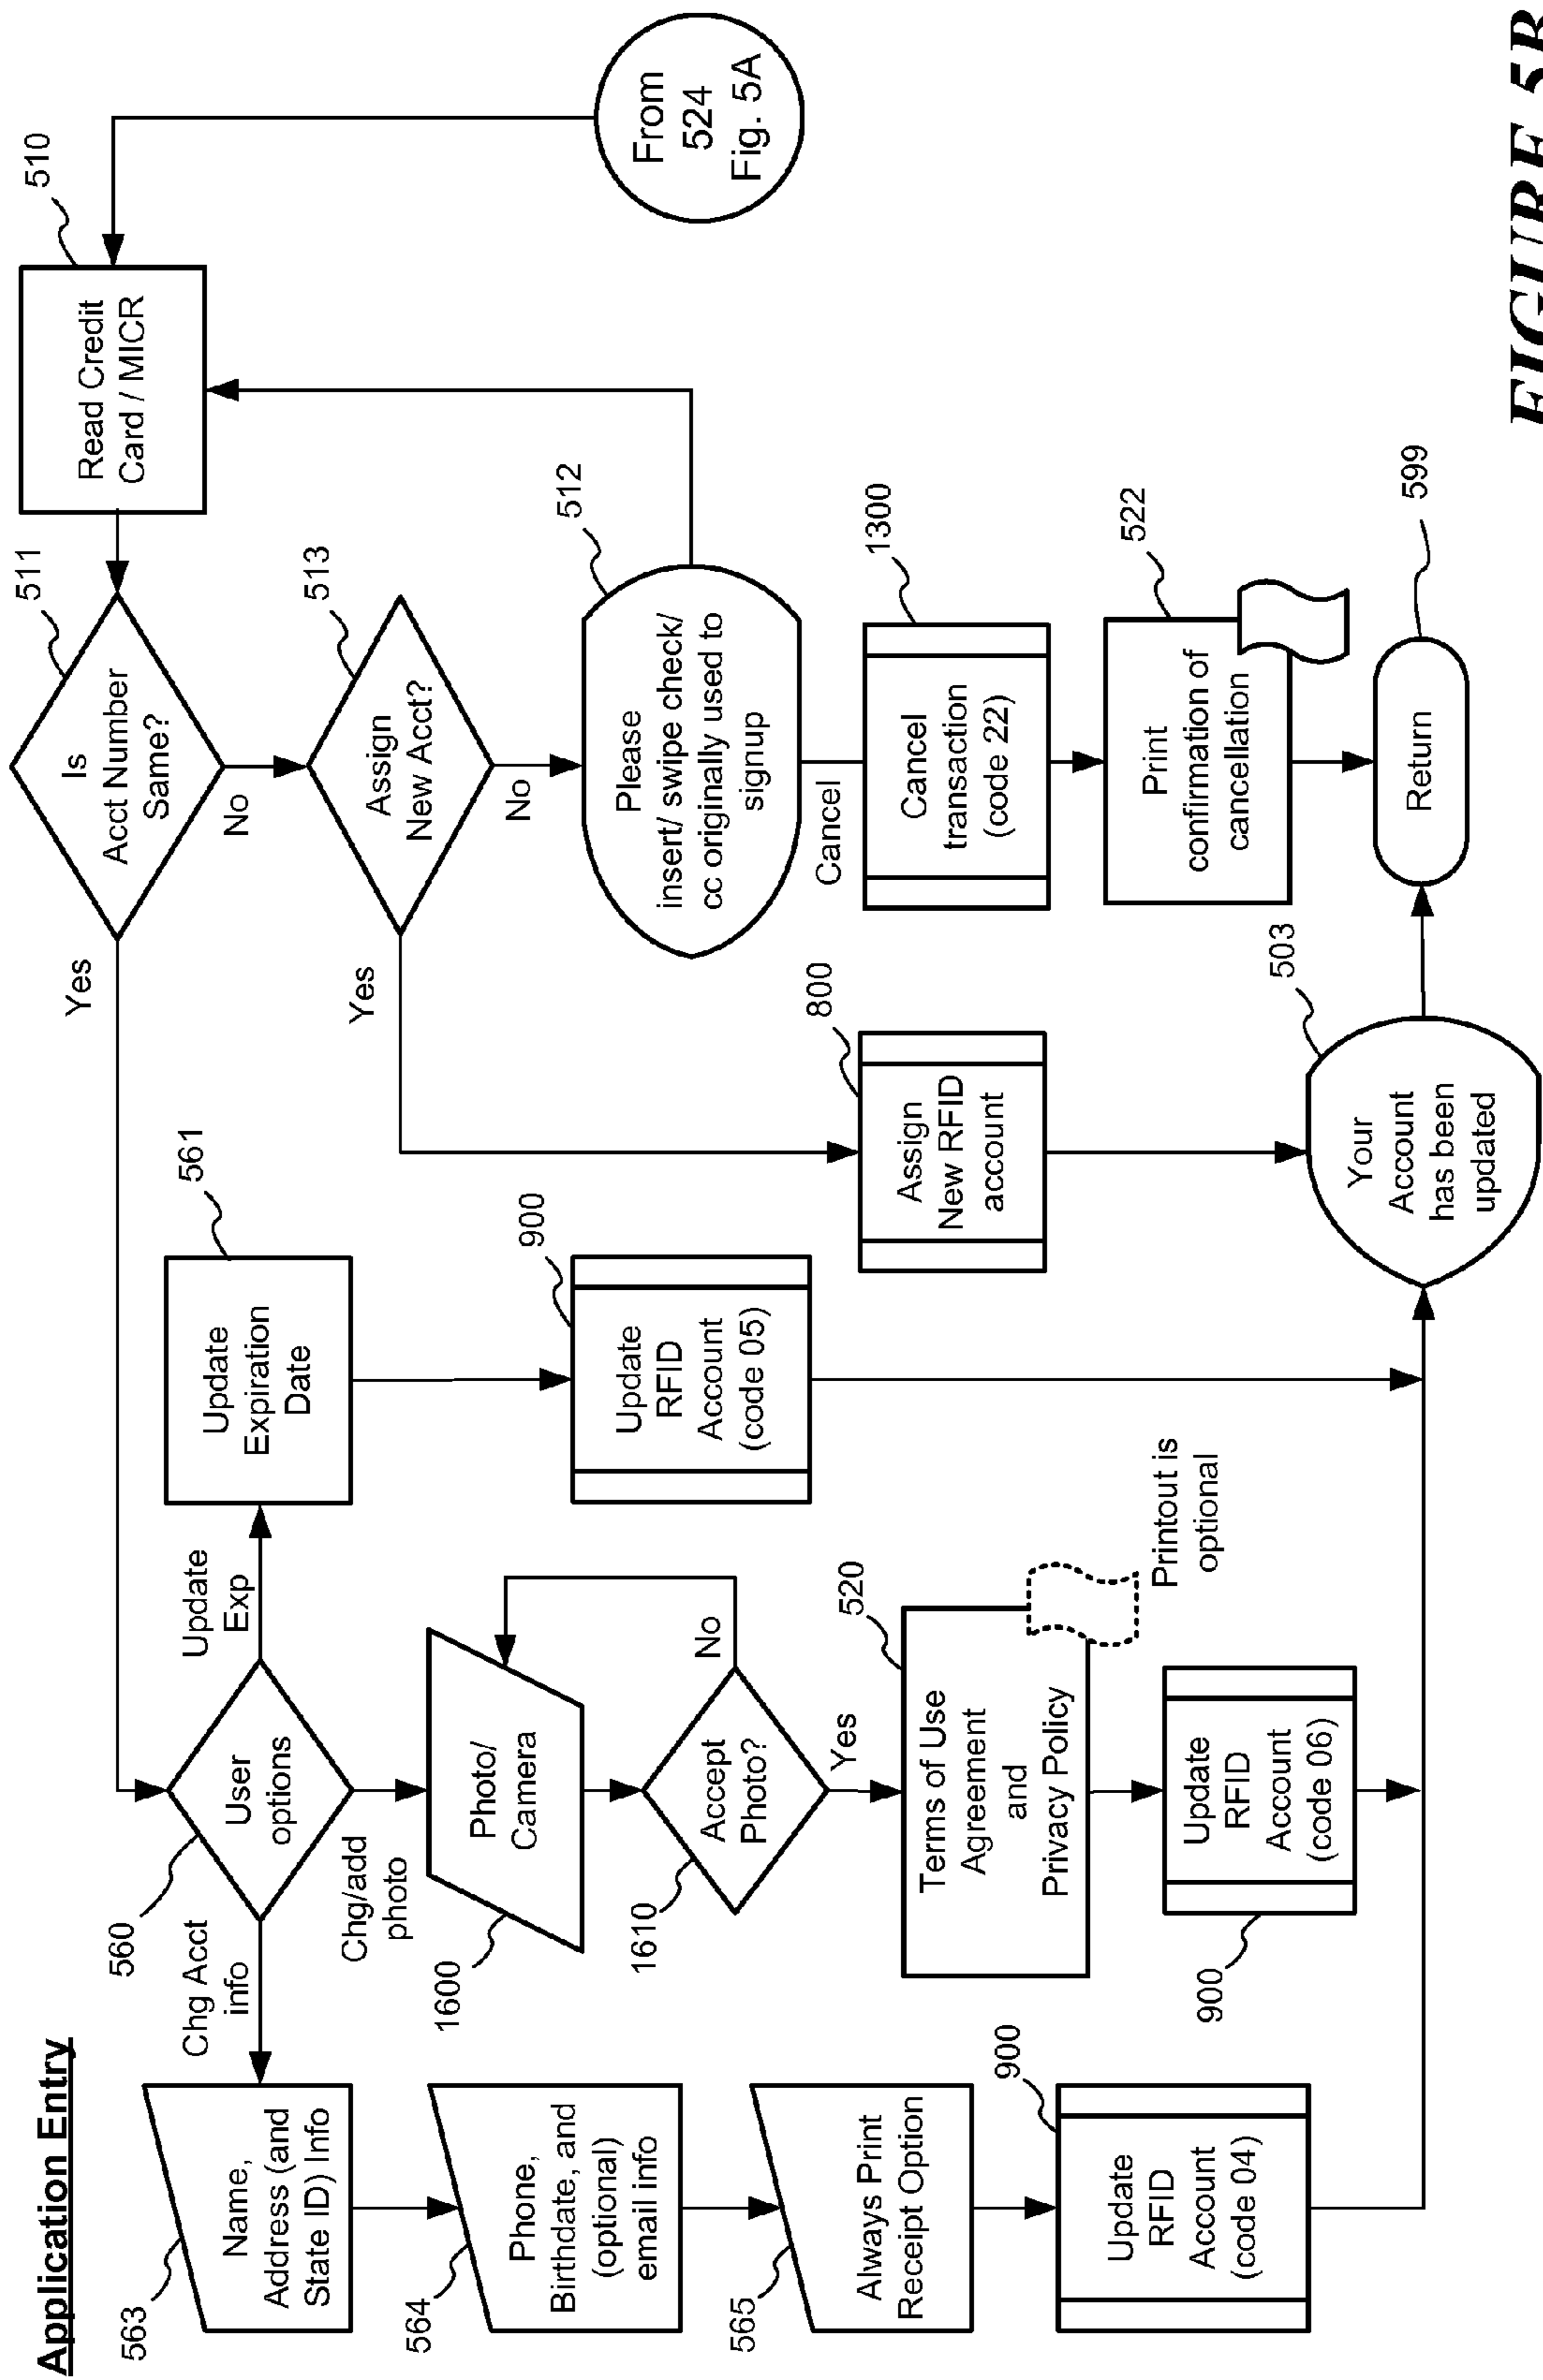 Application Entry
563
Name,
Address (and
State ID) Info
564
Phone,
Birthdate, and
(optional)
email info
565
Always Print
Receipt Option
900
Update
RFID
Account
(code 04)
Chg Acct
info
560
User
options
Chg/add
photo
1600
Photo/
Camera
1610
Accept
Photo?
No
Yes
520
Terms of Use
Agreement
and
Privacy Policy
Printout is
optional
900
Update
RFID
Account
(code 06)
Update
Exp
561
Update
Expiration
Date
900
Update
RFID
Account
(code 05)
Yes
511
Is
Acct Number
Same?
No
513
Assign
New Acct?
Yes
No
800
Assign
New RFID
account
503
Your
Account
has been
updated
512
Please
insert/ swipe check/
cc originally used to
signup
Cancel
1300
Cancel
transaction
(code 22)
522
Print
confirmation of
cancellation
599
Return
510
Read Credit
Card / MICR
From
524
Fig. 5A
FIGURE 5B